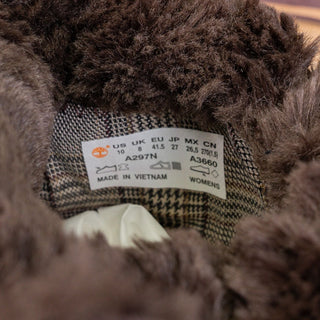 US UK EU JP MX CN
10 8 41.5 27 26,5 270(1,5)
A297N A3660
MADE IN VIETNAM WOMENS